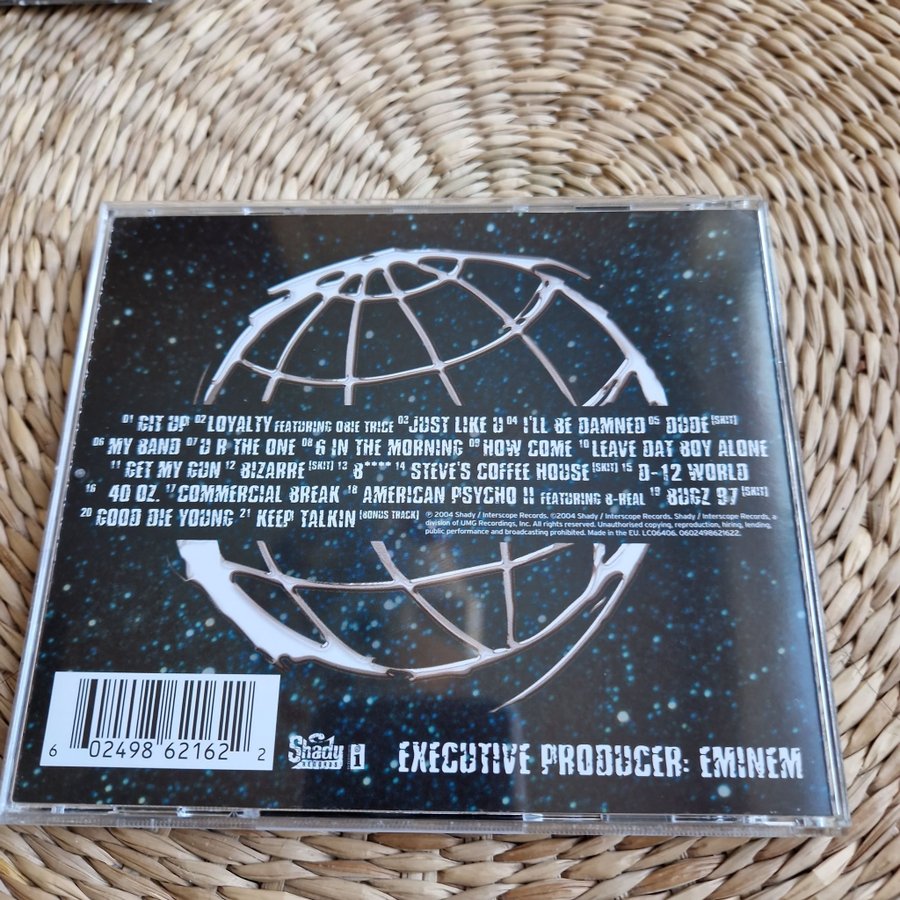 01 GIT UP 02 LOYALTY FEATURING OBIE TRICE 03 JUST LIKE U 04 I'LL BE DAMNED 05 DUDE [SKIT]
06 MY BAND 07 U R THE ONE 08 6 IN THE MORNING 09 HOW COME 10 LEAVE DAT BOY ALONE
11 GET MY GUN 12 BIZARRE [SKIT] 13 B**** 14 STEVE'S COFFEE HOUSE [SKIT] 15 D-12 WORLD
16 40 OZ. 17 COMMERCIAL BREAK 18 AMERICAN PSYCHO II FEATURING B-REAL 19 BUGZ 97 [SKIT]
20 GOOD DIE YOUNG 21 KEEP TALKIN [BONUS TRACK]
℗ 2004 Shady / Interscope Records. ©2004 Shady / Interscope Records, a
division of UMG Recordings, Inc. All rights reserved. Unauthorised copying, reproduction, hiring, lending,
public performance and broadcasting prohibited. Made in the EU. LC06406. 0602498621622.
6 02498 62162 2
Shady
RECORDS
i
EXECUTIVE PRODUCER: EMINEM